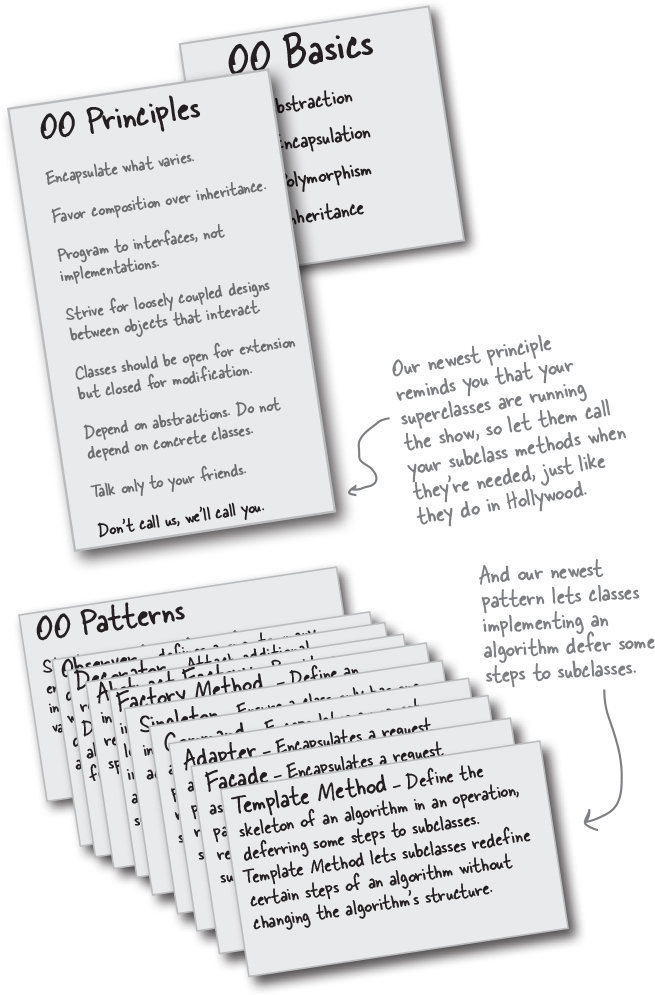 OO Basics
bstraction
ncapsulation
olymorphism
nheritance
OO Principles
Encapsulate what varies.
Favor composition over inheritance.
Program to interfaces, not
implementations.
Strive for loosely coupled designs
between objects that interact
Classes should be open for extension
but closed for modification.
Depend on abstractions. Do not
depend on concrete classes.
Talk only to your friends.
Don't call us, we'll call you.
Our newest principle
reminds you that your
superclasses are running
the show, so let them call
your subclass methods when
they're needed, just like
they do in Hollywood.
And our newest
pattern lets classes
implementing an
algorithm defer some
steps to subclasses.
OO Patterns
Observer
Decorator - Attach additional
Factory Method - Define an
Singleton
Adapter - Encapsulates a request
Facade - Encapsulates a request
Template Method - Define the
skeleton of an algorithm in an operation,
deferring some steps to subclasses.
Template Method lets subclasses redefine
certain steps of an algorithm without
changing the algorithm's structure.